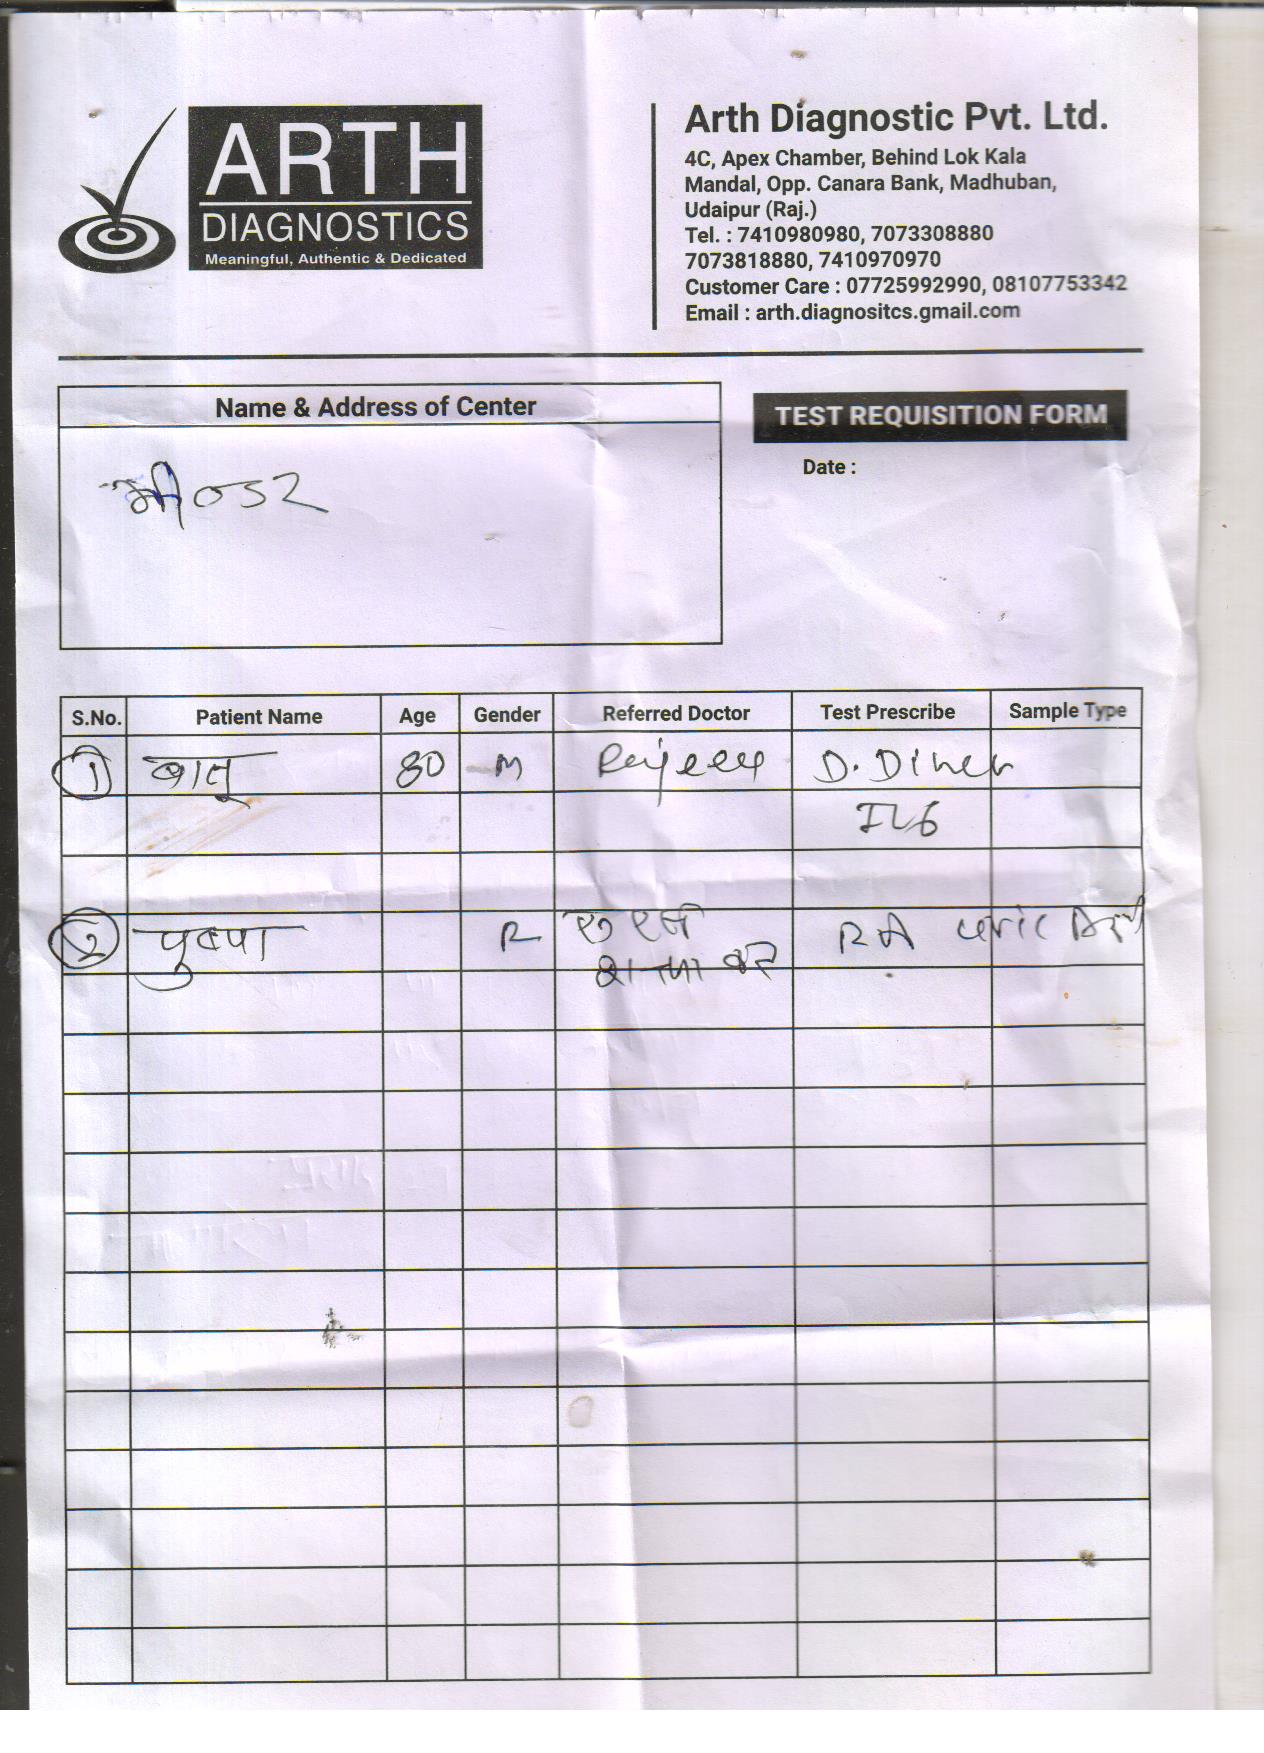 ARTH
DIAGNOSTICS
Meaningful, Authentic & Dedicated
Arth Diagnostic Pvt. Ltd.
4C, Apex Chamber, Behind Lok Kala
Mandal, Opp. Canara Bank, Madhuban,
Udaipur (Raj.)
Tel. : 7410980980, 7073308880
7073818880, 7410970970
Customer Care : 07725992990, 08107753342
Email : arth.diagnositcs.gmail.com
Name & Address of Center
TEST REQUISITION FORM
Date :
भीण्डर
S.No. Patient Name Age Gender Referred Doctor Test Prescribe Sample Type
1 80 M D. Dimer
IL6
2 पुष्पा RA